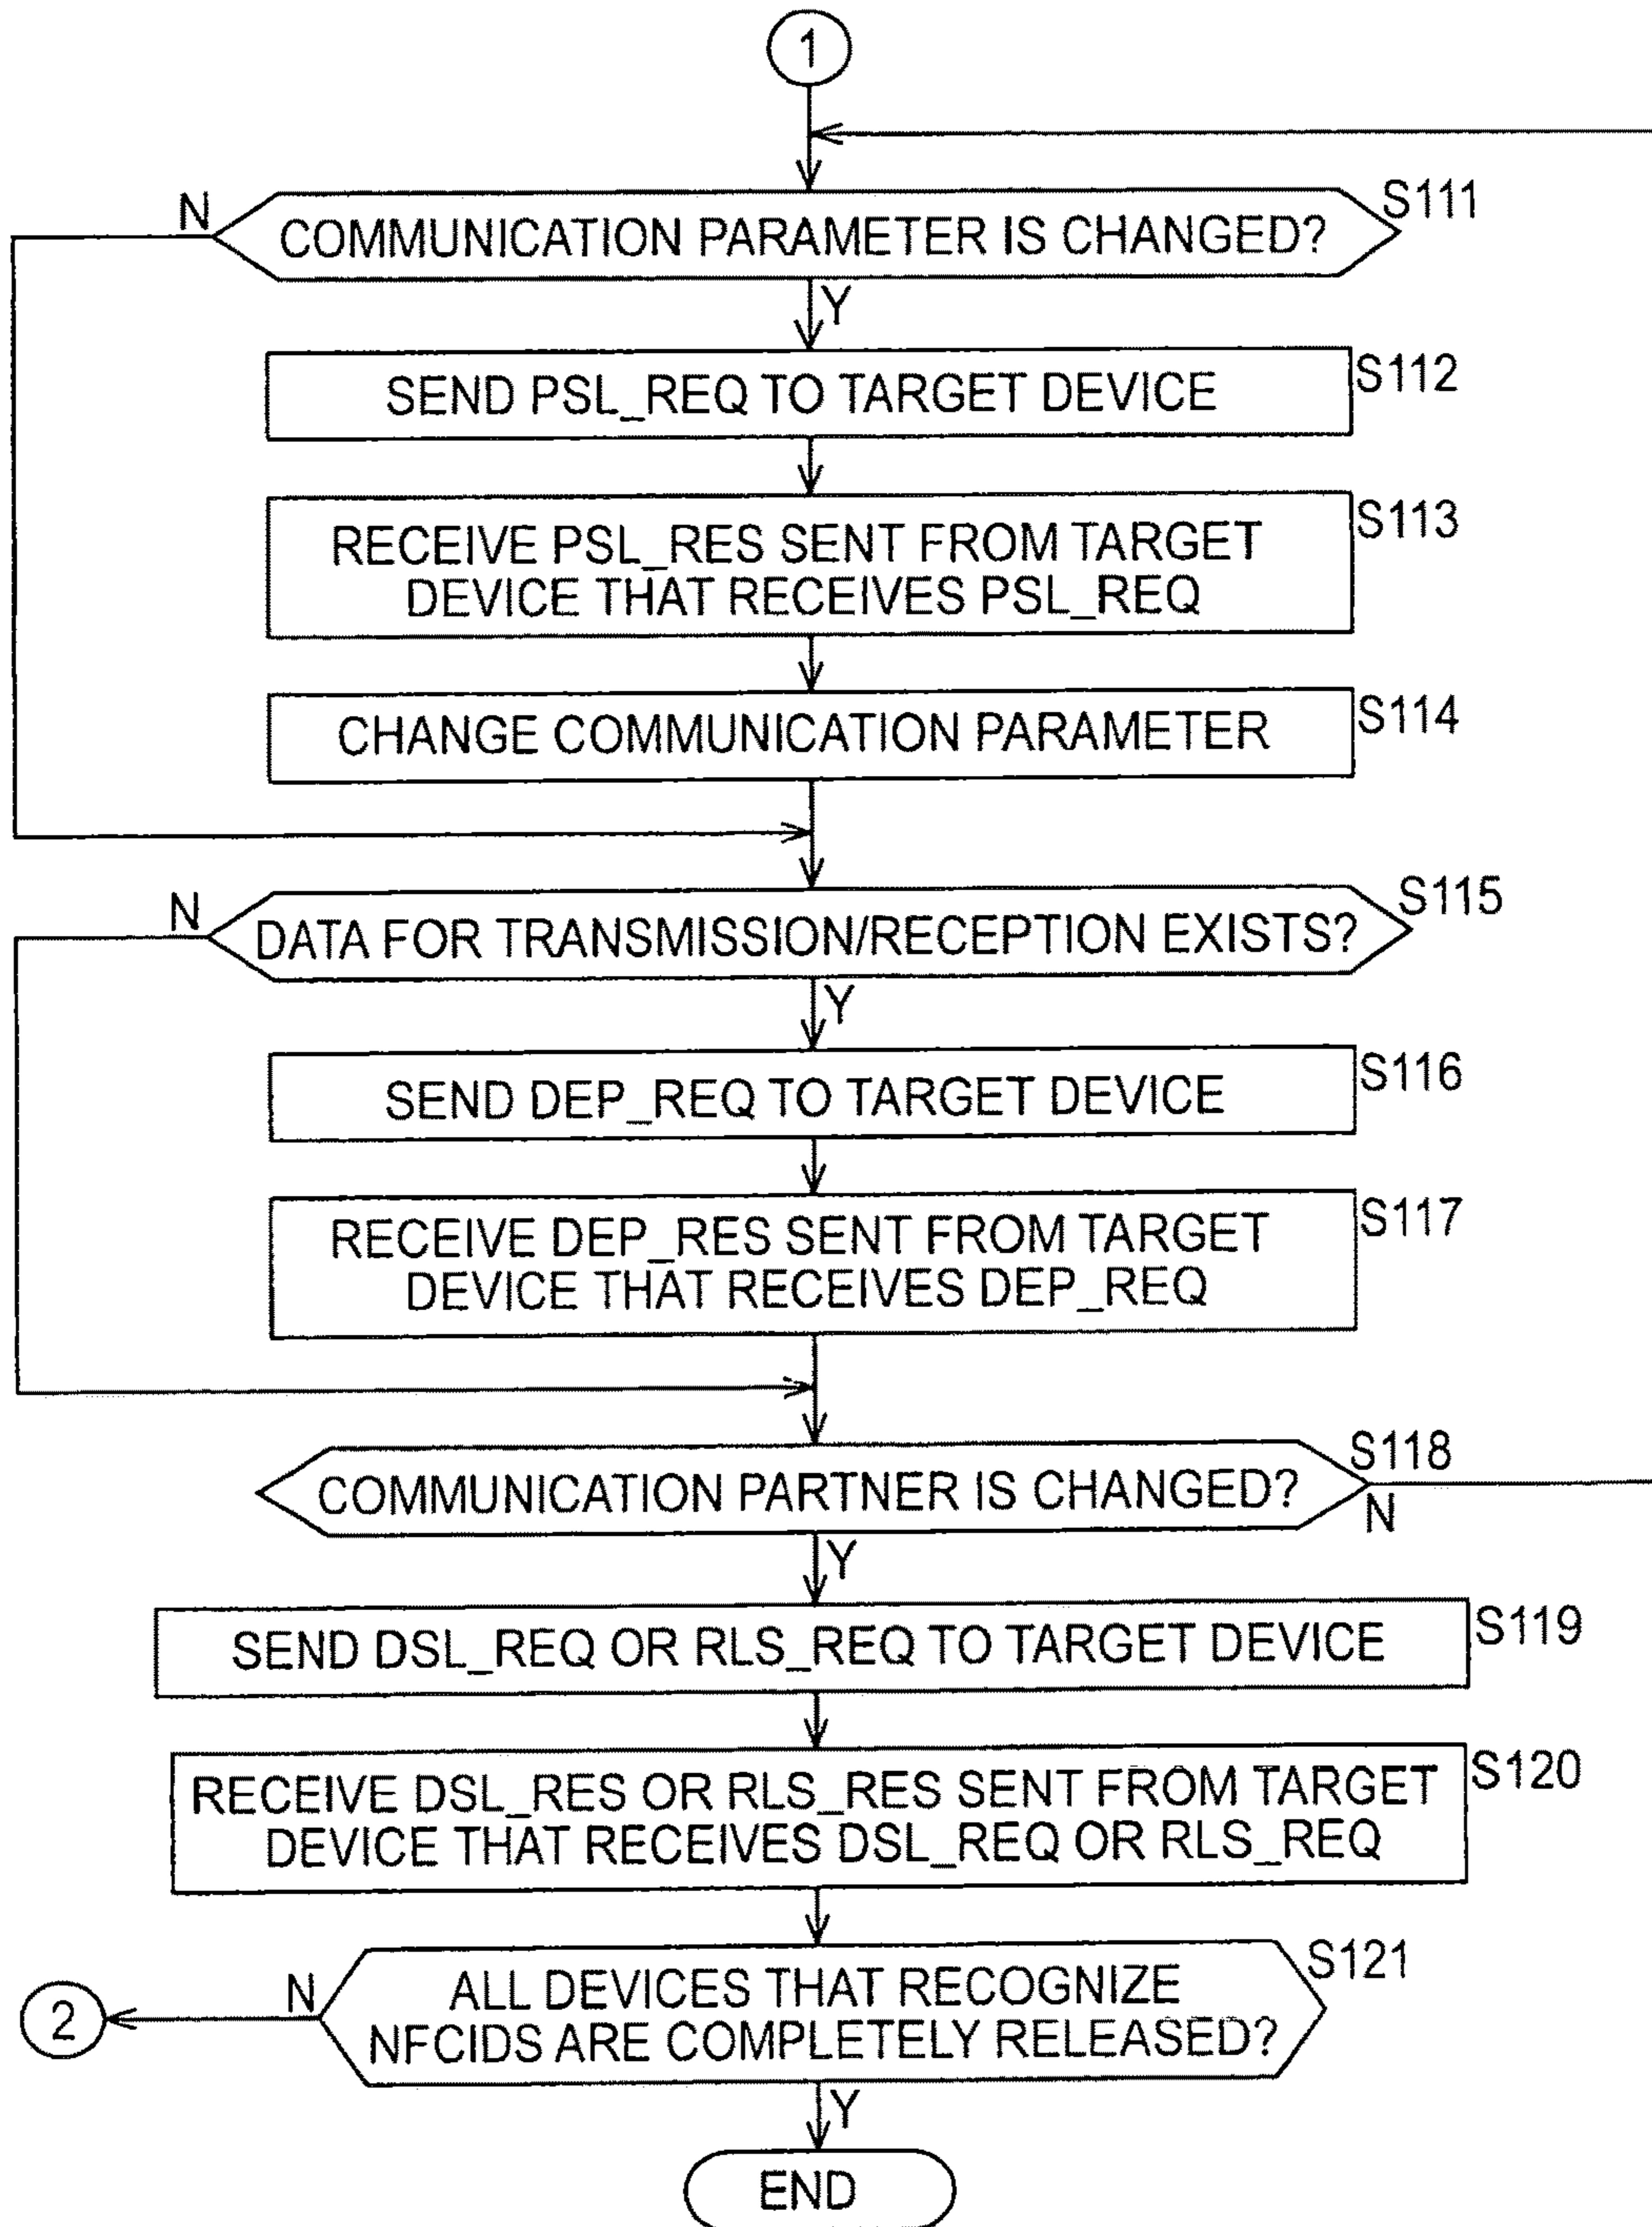 1
N
COMMUNICATION PARAMETER IS CHANGED?
S111
Y
SEND PSL_REQ TO TARGET DEVICE
S112
RECEIVE PSL_RES SENT FROM TARGET
DEVICE THAT RECEIVES PSL_REQ
S113
CHANGE COMMUNICATION PARAMETER
S114
N
DATA FOR TRANSMISSION/RECEPTION EXISTS?
S115
Y
SEND DEP_REQ TO TARGET DEVICE
S116
RECEIVE DEP_RES SENT FROM TARGET
DEVICE THAT RECEIVES DEP_REQ
S117
COMMUNICATION PARTNER IS CHANGED?
S118
N
Y
SEND DSL_REQ OR RLS_REQ TO TARGET DEVICE
S119
RECEIVE DSL_RES OR RLS_RES SENT FROM TARGET
DEVICE THAT RECEIVES DSL_REQ OR RLS_REQ
S120
2
N
ALL DEVICES THAT RECOGNIZE
NFCIDS ARE COMPLETELY RELEASED?
S121
Y
END